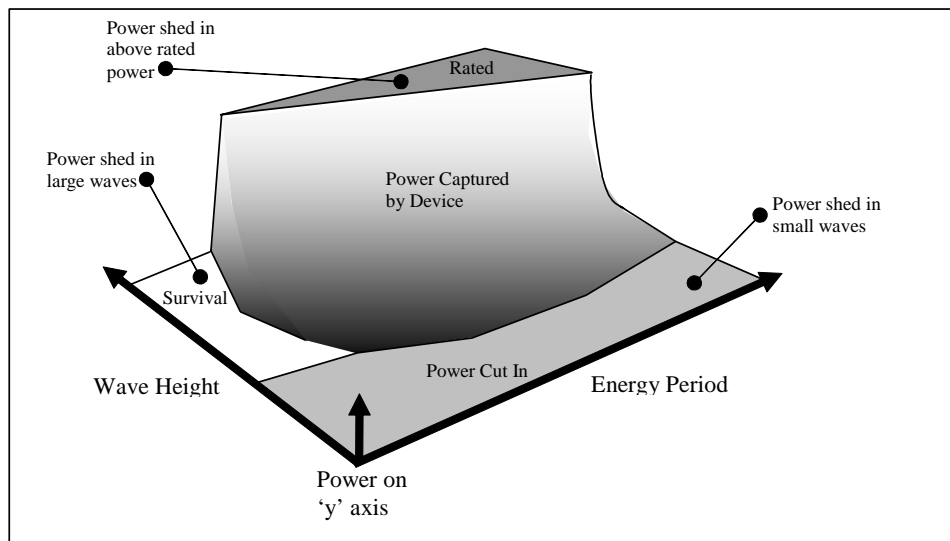 Power shed in
above rated
power
Rated
Power shed in
large waves
Power Captured
by Device
Power shed in
small waves
Survival
Power Cut In
Wave Height
Energy Period
Power on
‘y’ axis